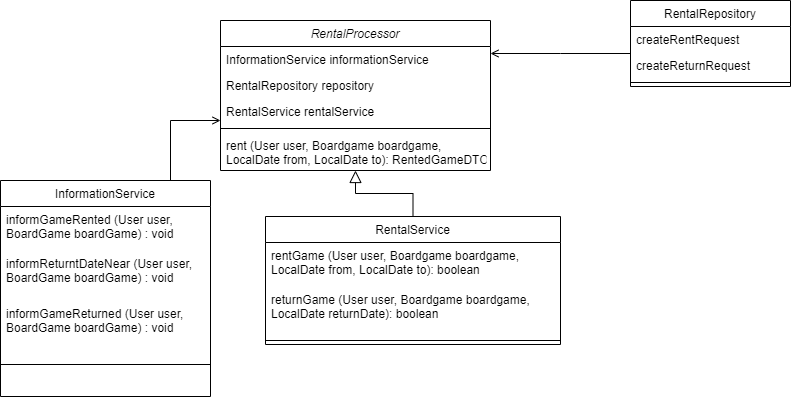 RentalProcessor
InformationService informationService
RentalRepository repository
RentalService rentalService
rent (User user, Boardgame boardgame,
LocalDate from, LocalDate to): RentedGameDTO
RentalRepository
createRentRequest
createReturnRequest
InformationService
informGameRented (User user,
BoardGame boardGame) : void
informReturntDateNear (User user,
BoardGame boardGame) : void
informGameReturned (User user,
BoardGame boardGame) : void
RentalService
rentGame (User user, Boardgame boardgame,
LocalDate from, LocalDate to): boolean
returnGame (User user, Boardgame boardgame,
LocalDate returnDate): boolean